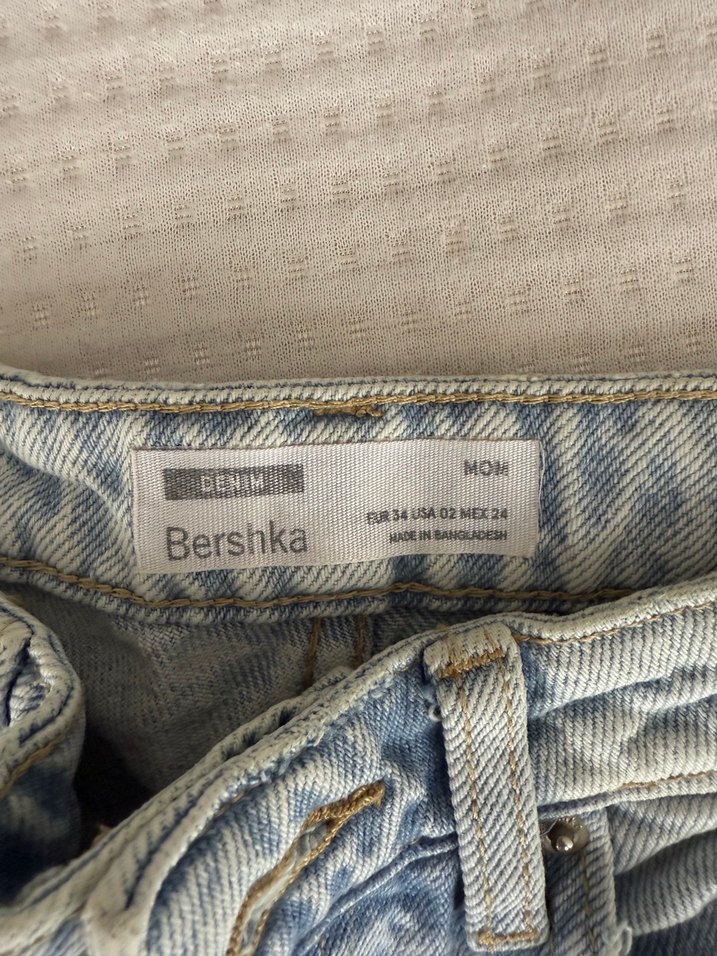 DENIM
MOM
Bershka
EUR 34 USA 02 MEX 24
MADE IN BANGLADESH